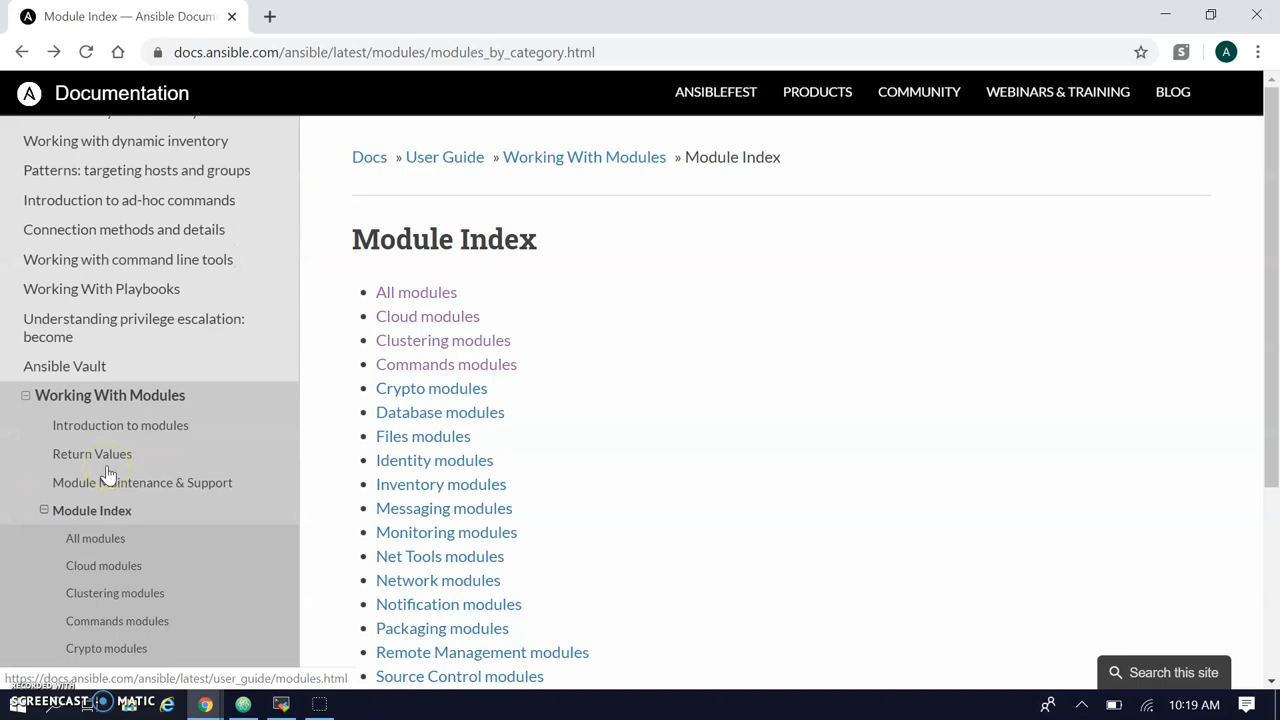 Module Index — Ansible Docum
docs.ansible.com/ansible/latest/modules/modules_by_category.html
S
A
Documentation
ANSIBLEFEST PRODUCTS COMMUNITY WEBINARS & TRAINING BLOG
Working with dynamic inventory
Patterns: targeting hosts and groups
Introduction to ad-hoc commands
Connection methods and details
Working with command line tools
Working With Playbooks
Understanding privilege escalation:
become
Ansible Vault
Working With Modules
Introduction to modules
Return Values
Module Maintenance & Support
Module Index
All modules
Cloud modules
Clustering modules
Commands modules
Crypto modules
https://docs.ansible.com/ansible/latest/user_guide/modules.html
Docs » User Guide » Working With Modules » Module Index
Module Index
All modules
Cloud modules
Clustering modules
Commands modules
Crypto modules
Database modules
Files modules
Identity modules
Inventory modules
Messaging modules
Monitoring modules
Net Tools modules
Network modules
Notification modules
Packaging modules
Remote Management modules
Source Control modules
Search this site
RECORDED WITH
SCREENCAST MATIC
10:19 AM